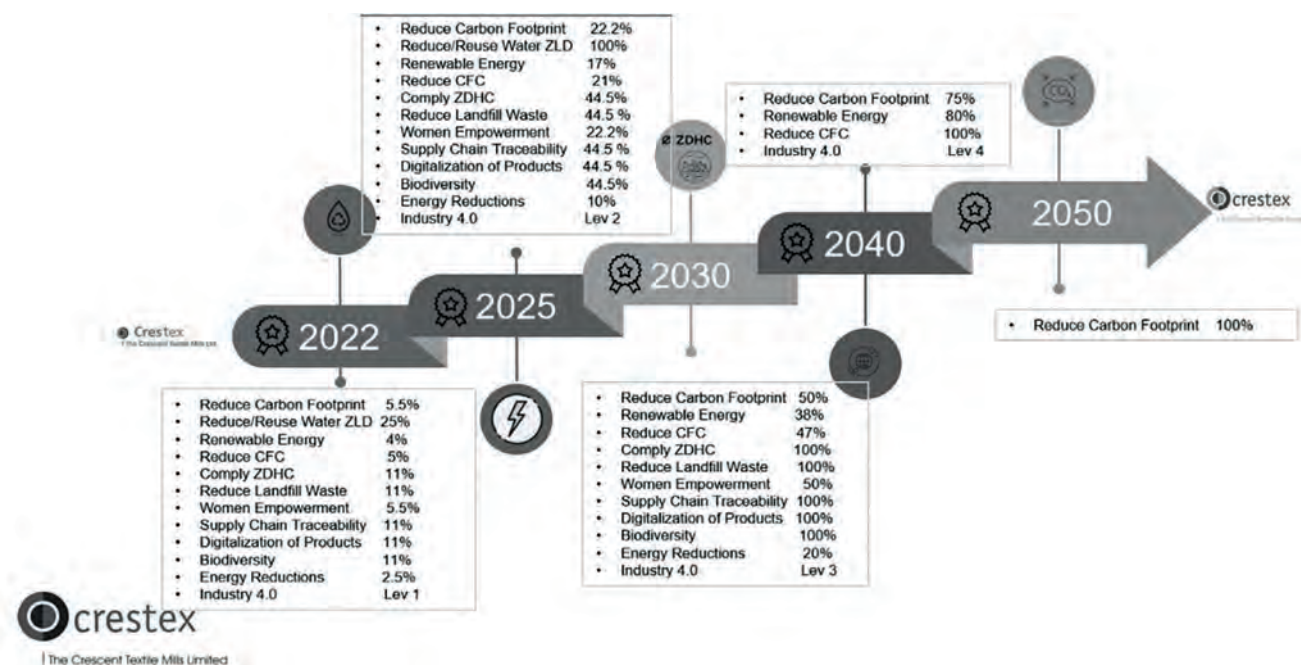 • Reduce Carbon Footprint 22.2%
• Reduce/Reuse Water ZLD 100%
• Renewable Energy 17%
• Reduce CFC 21%
• Comply ZDHC 44.5%
• Reduce Landfill Waste 44.5 %
• Women Empowerment 22.2%
• Supply Chain Traceability 44.5 %
• Digitalization of Products 44.5 %
• Biodiversity 44.5%
• Energy Reductions 10%
• Industry 4.0 Lev 2
• Reduce Carbon Footprint 75%
• Renewable Energy 80%
• Reduce CFC 100%
• Industry 4.0 Lev 4
CO₂
ZDHC
2050
crestex
2040
2030
2025
2022
Crestex
The Crescent Textile Mills Ltd
• Reduce Carbon Footprint 100%
• Reduce Carbon Footprint 5.5%
• Reduce/Reuse Water ZLD 25%
• Renewable Energy 4%
• Reduce CFC 5%
• Comply ZDHC 11%
• Reduce Landfill Waste 11%
• Women Empowerment 5.5%
• Supply Chain Traceability 11%
• Digitalization of Products 11%
• Biodiversity 11%
• Energy Reductions 2.5%
• Industry 4.0 Lev 1
• Reduce Carbon Footprint 50%
• Renewable Energy 38%
• Reduce CFC 47%
• Comply ZDHC 100%
• Reduce Landfill Waste 100%
• Women Empowerment 50%
• Supply Chain Traceability 100%
• Digitalization of Products 100%
• Biodiversity 100%
• Energy Reductions 20%
• Industry 4.0 Lev 3
crestex
The Crescent Textile Mills Limited